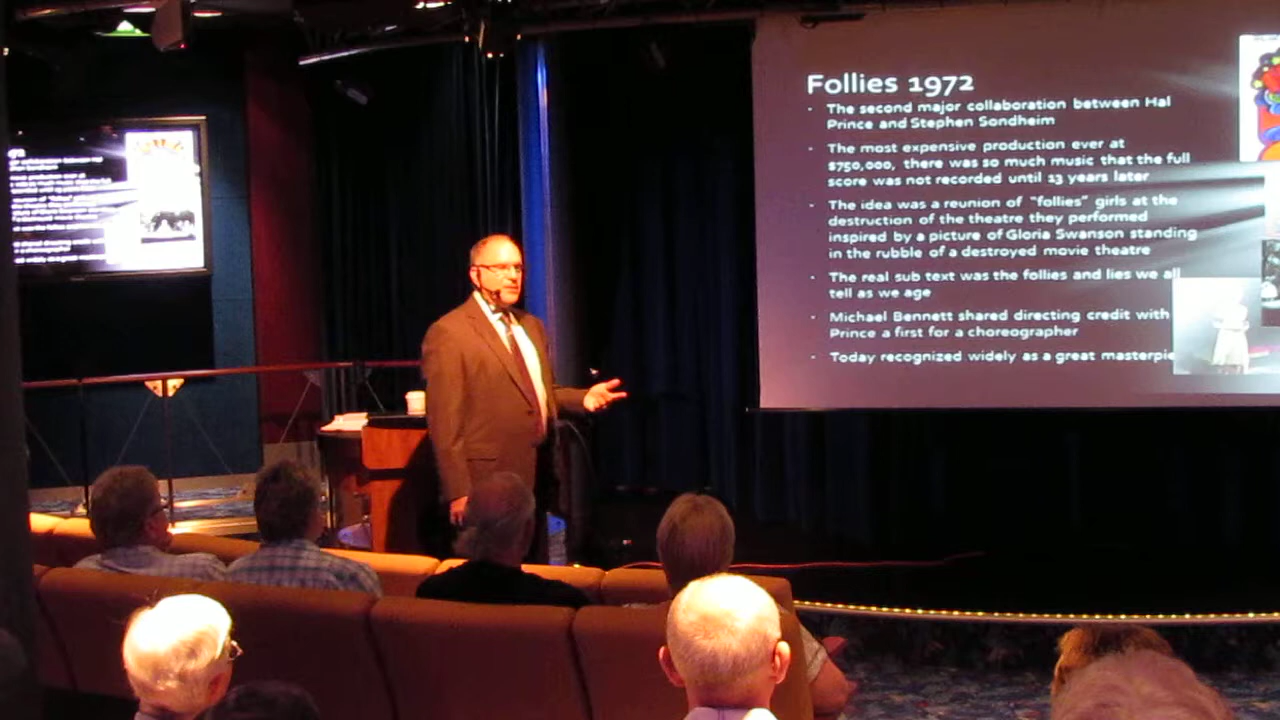 Follies 1972
• The second major collaboration between Hal
Prince and Stephen Sondheim
• The most expensive production ever at
$750,000, there was so much music that the full
score was not recorded until 13 years later
• The idea was a reunion of "follies" girls at the
destruction of the theatre they performed
inspired by a picture of Gloria Swanson standing
in the rubble of a destroyed movie theatre
• The real sub text was the follies and lies we all
tell as we age
• Michael Bennett shared directing credit with
Prince a first for a choreographer
• Today recognized widely as a great masterpie